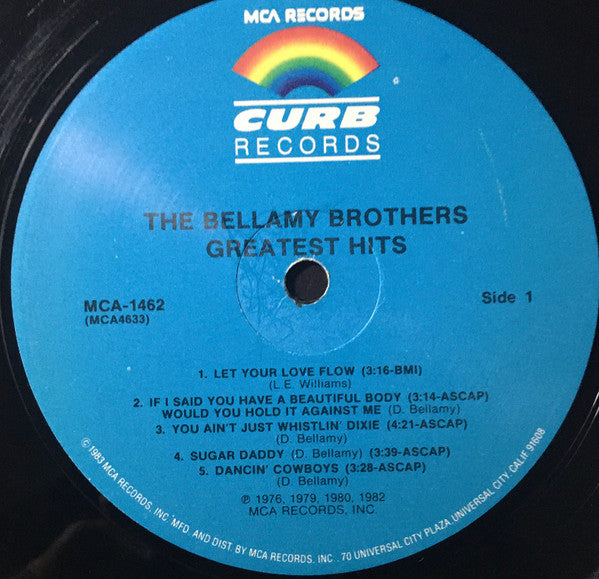 MCA RECORDS
CURB
RECORDS
THE BELLAMY BROTHERS
GREATEST HITS
MCA-1462
(MCA4633)
Side 1
1. LET YOUR LOVE FLOW (3:16-BMI)
(L.E. Williams)
2. IF I SAID YOU HAVE A BEAUTIFUL BODY (3:14-ASCAP)
WOULD YOU HOLD IT AGAINST ME (D. Bellamy)
3. YOU AIN'T JUST WHISTLIN' DIXIE (4:21-ASCAP)
(D. Bellamy)
4. SUGAR DADDY (D. Bellamy) (3:39-ASCAP)
5. DANCIN' COWBOYS (3:28-ASCAP)
(D. Bellamy)
℗ 1976, 1979, 1980, 1982
MCA RECORDS, INC.
©1983 MCA RECORDS, INC. MFD. AND DIST. BY MCA RECORDS, INC. 70 UNIVERSAL CITY PLAZA, UNIVERSAL CITY, CALIF. 91608